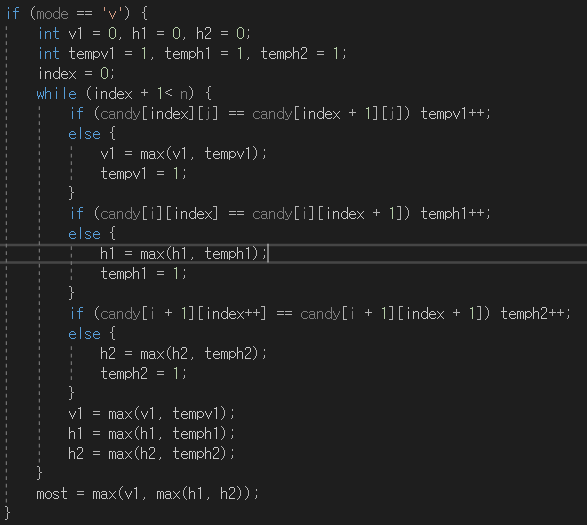 if (mode == 'v') {
int v1 = 0, h1 = 0, h2 = 0;
int tempv1 = 1, temph1 = 1, temph2 = 1;
index = 0;
while (index + 1< n) {
if (candy[index][j] == candy[index + 1][j]) tempv1++;
else {
v1 = max(v1, tempv1);
tempv1 = 1;
}
if (candy[i][index] == candy[i][index + 1]) temph1++;
else {
h1 = max(h1, temph1);
temph1 = 1;
}
if (candy[i + 1][index++] == candy[i + 1][index + 1]) temph2++;
else {
h2 = max(h2, temph2);
temph2 = 1;
}
v1 = max(v1, tempv1);
h1 = max(h1, temph1);
h2 = max(h2, temph2);
}
most = max(v1, max(h1, h2));
}